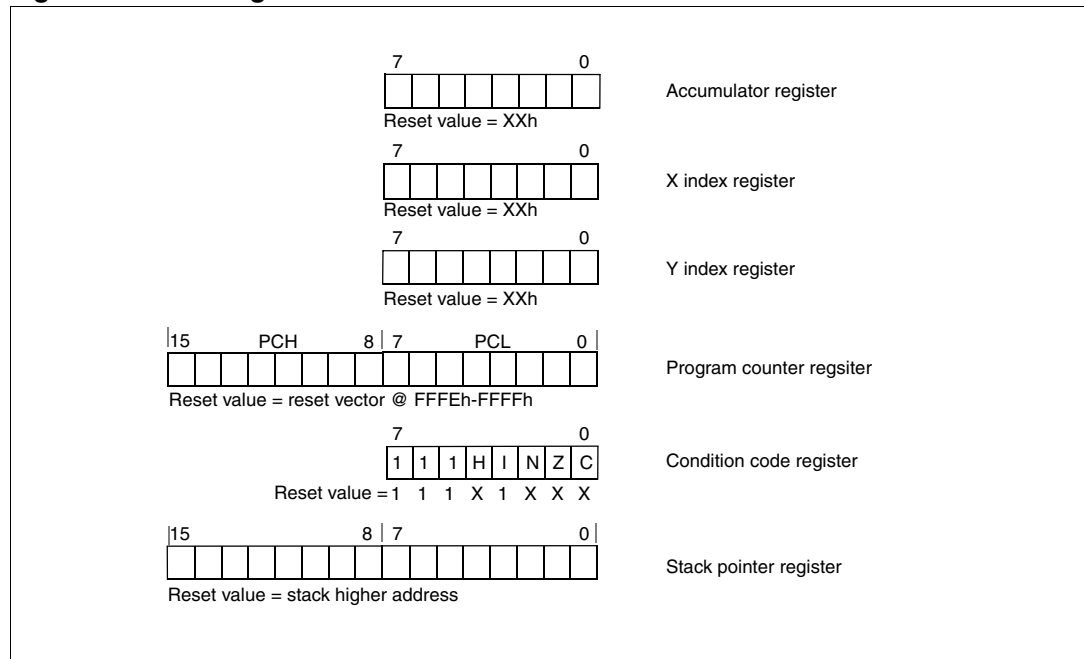 7 0
Accumulator register
Reset value = XXh
7 0
X index register
Reset value = XXh
7 0
Y index register
Reset value = XXh
15 PCH 8 7 PCL 0
Program counter regsiter
Reset value = reset vector @ FFFEh-FFFFh
7 0
1 1 1 H I N Z C
Condition code register
Reset value = 1 1 1 X 1 X X X
15 8 7 0
Stack pointer register
Reset value = stack higher address